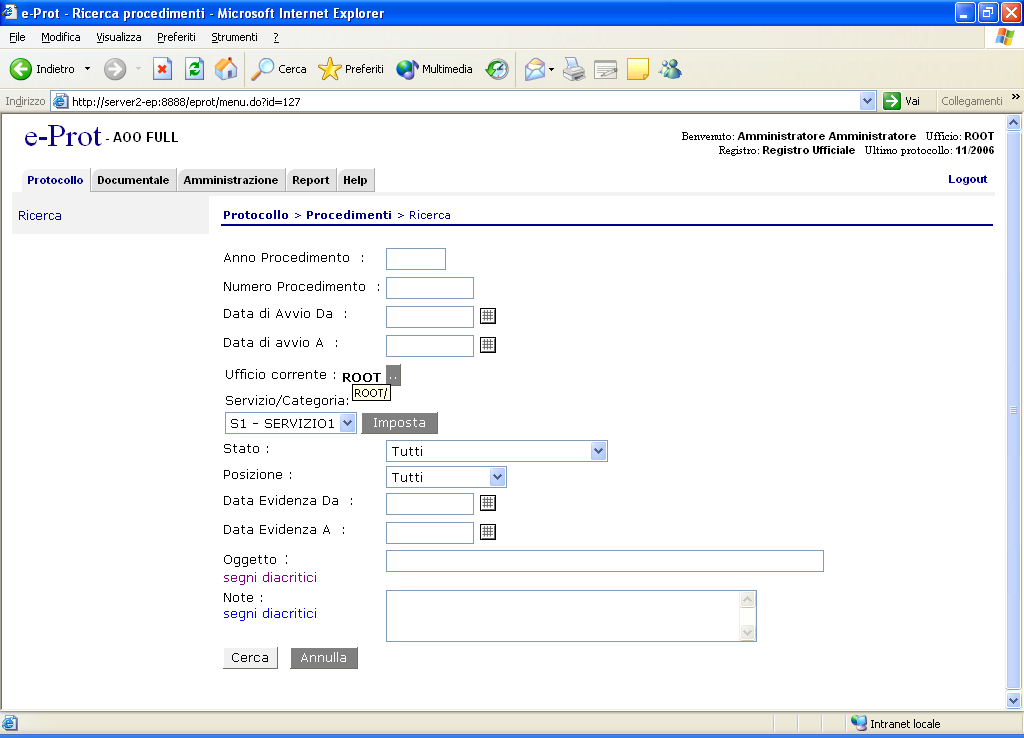 e-Prot - Ricerca procedimenti - Microsoft Internet Explorer
File Modifica Visualizza Preferiti Strumenti ?
Indietro Cerca Preferiti Multimedia
Indirizzo http://server2-ep:8888/eprot/menu.do?id=127 Vai Collegamenti »
e-Prot - AOO FULL
Benvenuto: Amministratore Amministratore Ufficio: ROOT
Registro: Registro Ufficiale Ultimo protocollo: 11/2006
Protocollo Documentale Amministrazione Report Help Logout
Ricerca
Protocollo > Procedimenti > Ricerca
Anno Procedimento :
Numero Procedimento :
Data di Avvio Da :
Data di avvio A :
Ufficio corrente : ROOT ..
ROOT/
Servizio/Categoria:
S1 - SERVIZIO1 Imposta
Stato : Tutti
Posizione : Tutti
Data Evidenza Da :
Data Evidenza A :
Oggetto :
segni diacritici
Note :
segni diacritici
Cerca Annulla
Intranet locale